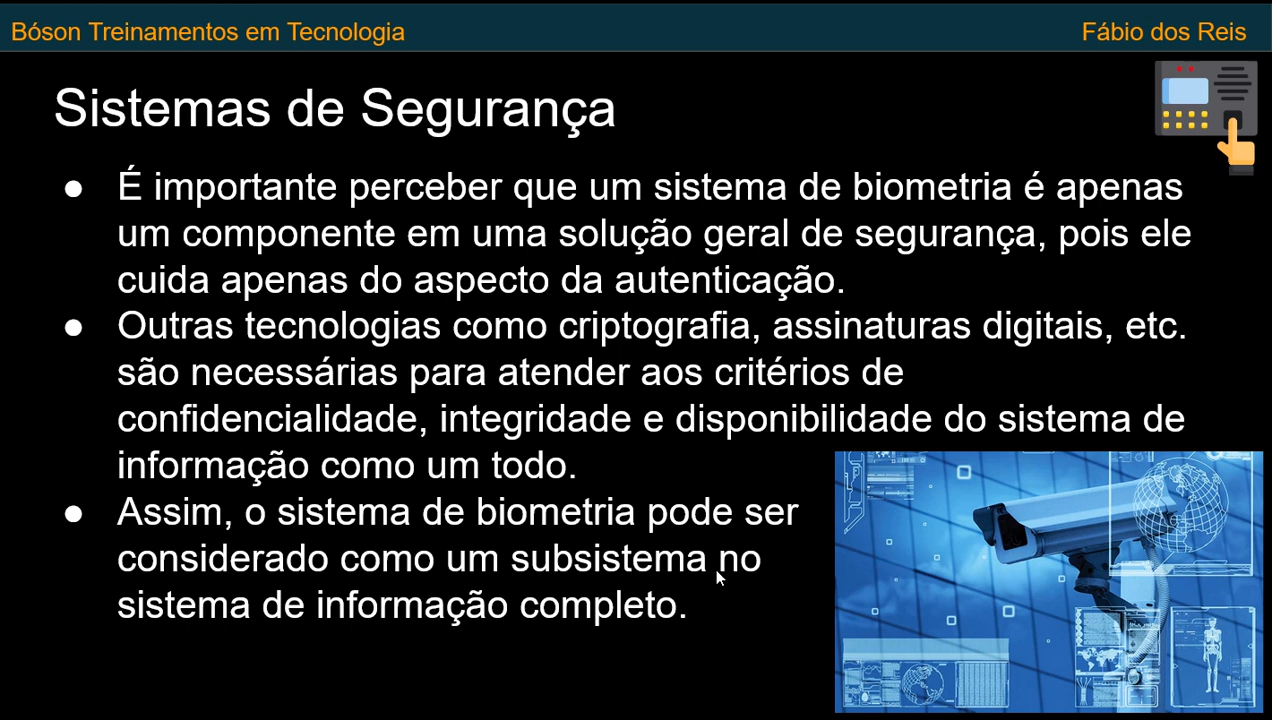 Bóson Treinamentos em Tecnologia
Fábio dos Reis
Sistemas de Segurança
● É importante perceber que um sistema de biometria é apenas
um componente em uma solução geral de segurança, pois ele
cuida apenas do aspecto da autenticação.
● Outras tecnologias como criptografia, assinaturas digitais, etc.
são necessárias para atender aos critérios de
confidencialidade, integridade e disponibilidade do sistema de
informação como um todo.
● Assim, o sistema de biometria pode ser
considerado como um subsistema no
sistema de informação completo.